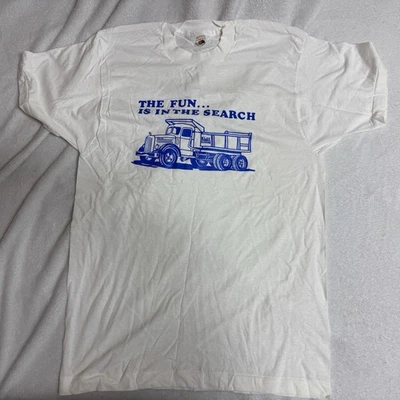 THE FUN...
IS IN THE SEARCH